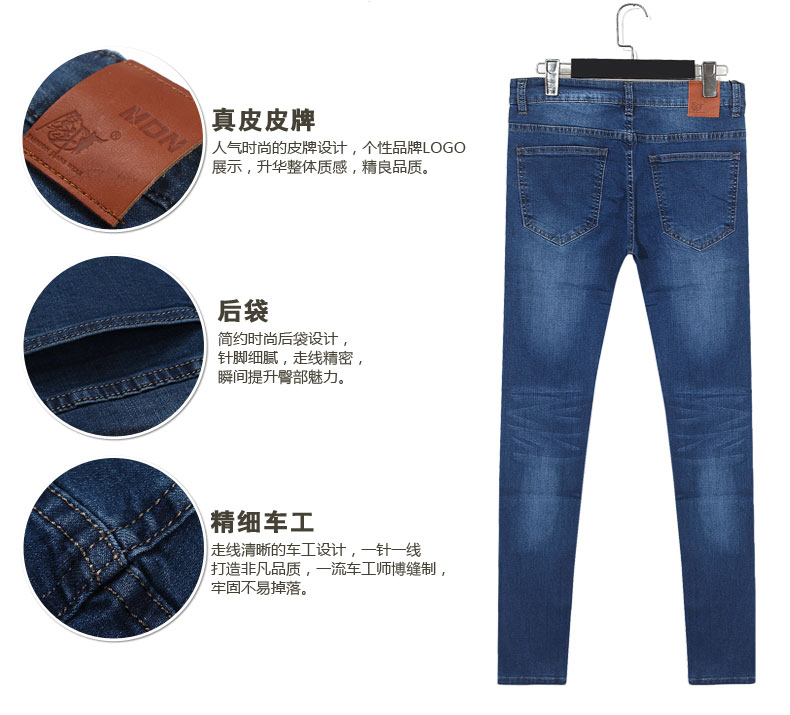 MDN
®
真皮皮牌
人气时尚的皮牌设计，个性品牌LOGO
展示，升华整体质感，精良品质。
后袋
简约时尚后袋设计，
针脚细腻，走线精密，
瞬间提升臀部魅力。
精细车工
走线清晰的车工设计，一针一线
打造非凡品质，一流车工师傅缝制，
牢固不易掉落。